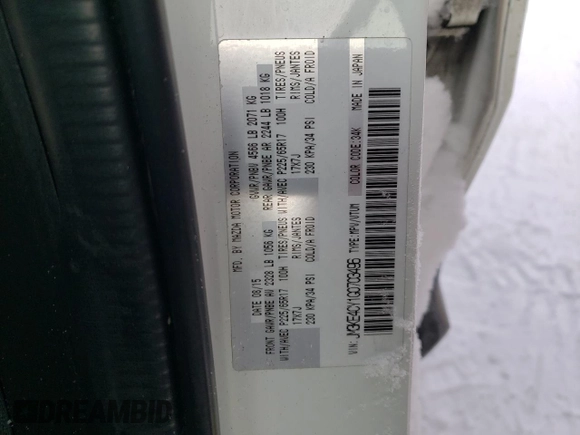 MFD. BY MAZDA MOTOR CORPORATION
DATE 08/15 GVWR/PNBV 4566 LB 2071 KG
FRONT GAWR/PNBE AV 2328 LB 1056 KG REAR GAWR/PNBE AR 2244 LB 1018 KG
WITH/AVEC P225/65R17 100H TIRES/PNEUS WITH/AVEC P225/65R17 100H TIRES/PNEUS
17X7J RIMS/JANTES 17X7J RIMS/JANTES
230 KPA/34 PSI COLD/A FROID 230 KPA/34 PSI COLD/A FROID
VIN: JM3KE4CY1G0703496 TYPE:MPV/VTUM COLOR CODE:34K MADE IN JAPAN
DREAMBID